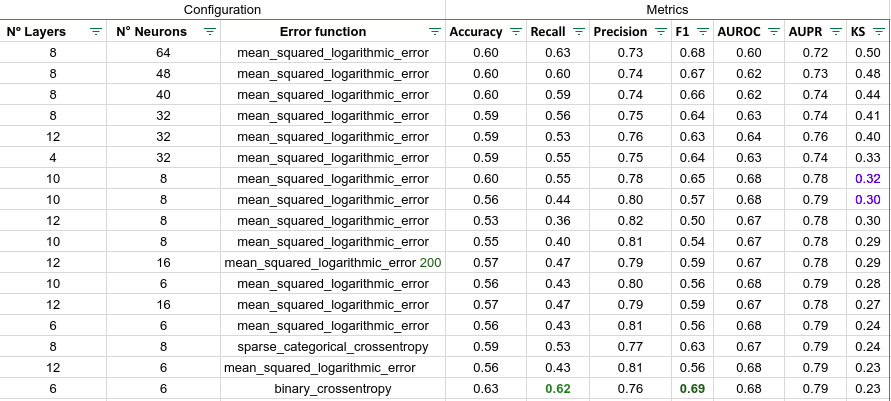 Configuration Metrics
Nº Layers N° Neurons Error function Accuracy Recall Precision F1 AUROC AUPR KS
8 64 mean_squared_logarithmic_error 0.60 0.63 0.73 0.68 0.60 0.72 0.50
8 48 mean_squared_logarithmic_error 0.60 0.60 0.74 0.67 0.62 0.73 0.48
8 40 mean_squared_logarithmic_error 0.60 0.59 0.74 0.66 0.62 0.74 0.44
8 32 mean_squared_logarithmic_error 0.59 0.56 0.75 0.64 0.63 0.74 0.41
12 32 mean_squared_logarithmic_error 0.59 0.53 0.76 0.63 0.64 0.76 0.40
4 32 mean_squared_logarithmic_error 0.59 0.55 0.75 0.64 0.63 0.74 0.33
10 8 mean_squared_logarithmic_error 0.60 0.55 0.78 0.65 0.68 0.78 0.32
10 8 mean_squared_logarithmic_error 0.56 0.44 0.80 0.57 0.68 0.79 0.30
12 8 mean_squared_logarithmic_error 0.53 0.36 0.82 0.50 0.67 0.78 0.30
10 8 mean_squared_logarithmic_error 0.55 0.40 0.81 0.54 0.67 0.78 0.29
12 16 mean_squared_logarithmic_error 200 0.57 0.47 0.79 0.59 0.67 0.78 0.29
10 6 mean_squared_logarithmic_error 0.56 0.43 0.80 0.56 0.68 0.79 0.28
12 16 mean_squared_logarithmic_error 0.57 0.47 0.79 0.59 0.67 0.78 0.27
6 6 mean_squared_logarithmic_error 0.56 0.43 0.81 0.56 0.68 0.79 0.24
8 8 sparse_categorical_crossentropy 0.59 0.53 0.77 0.63 0.67 0.79 0.24
12 6 mean_squared_logarithmic_error 0.56 0.43 0.81 0.56 0.68 0.79 0.23
6 6 binary_crossentropy 0.63 0.62 0.76 0.69 0.68 0.79 0.23